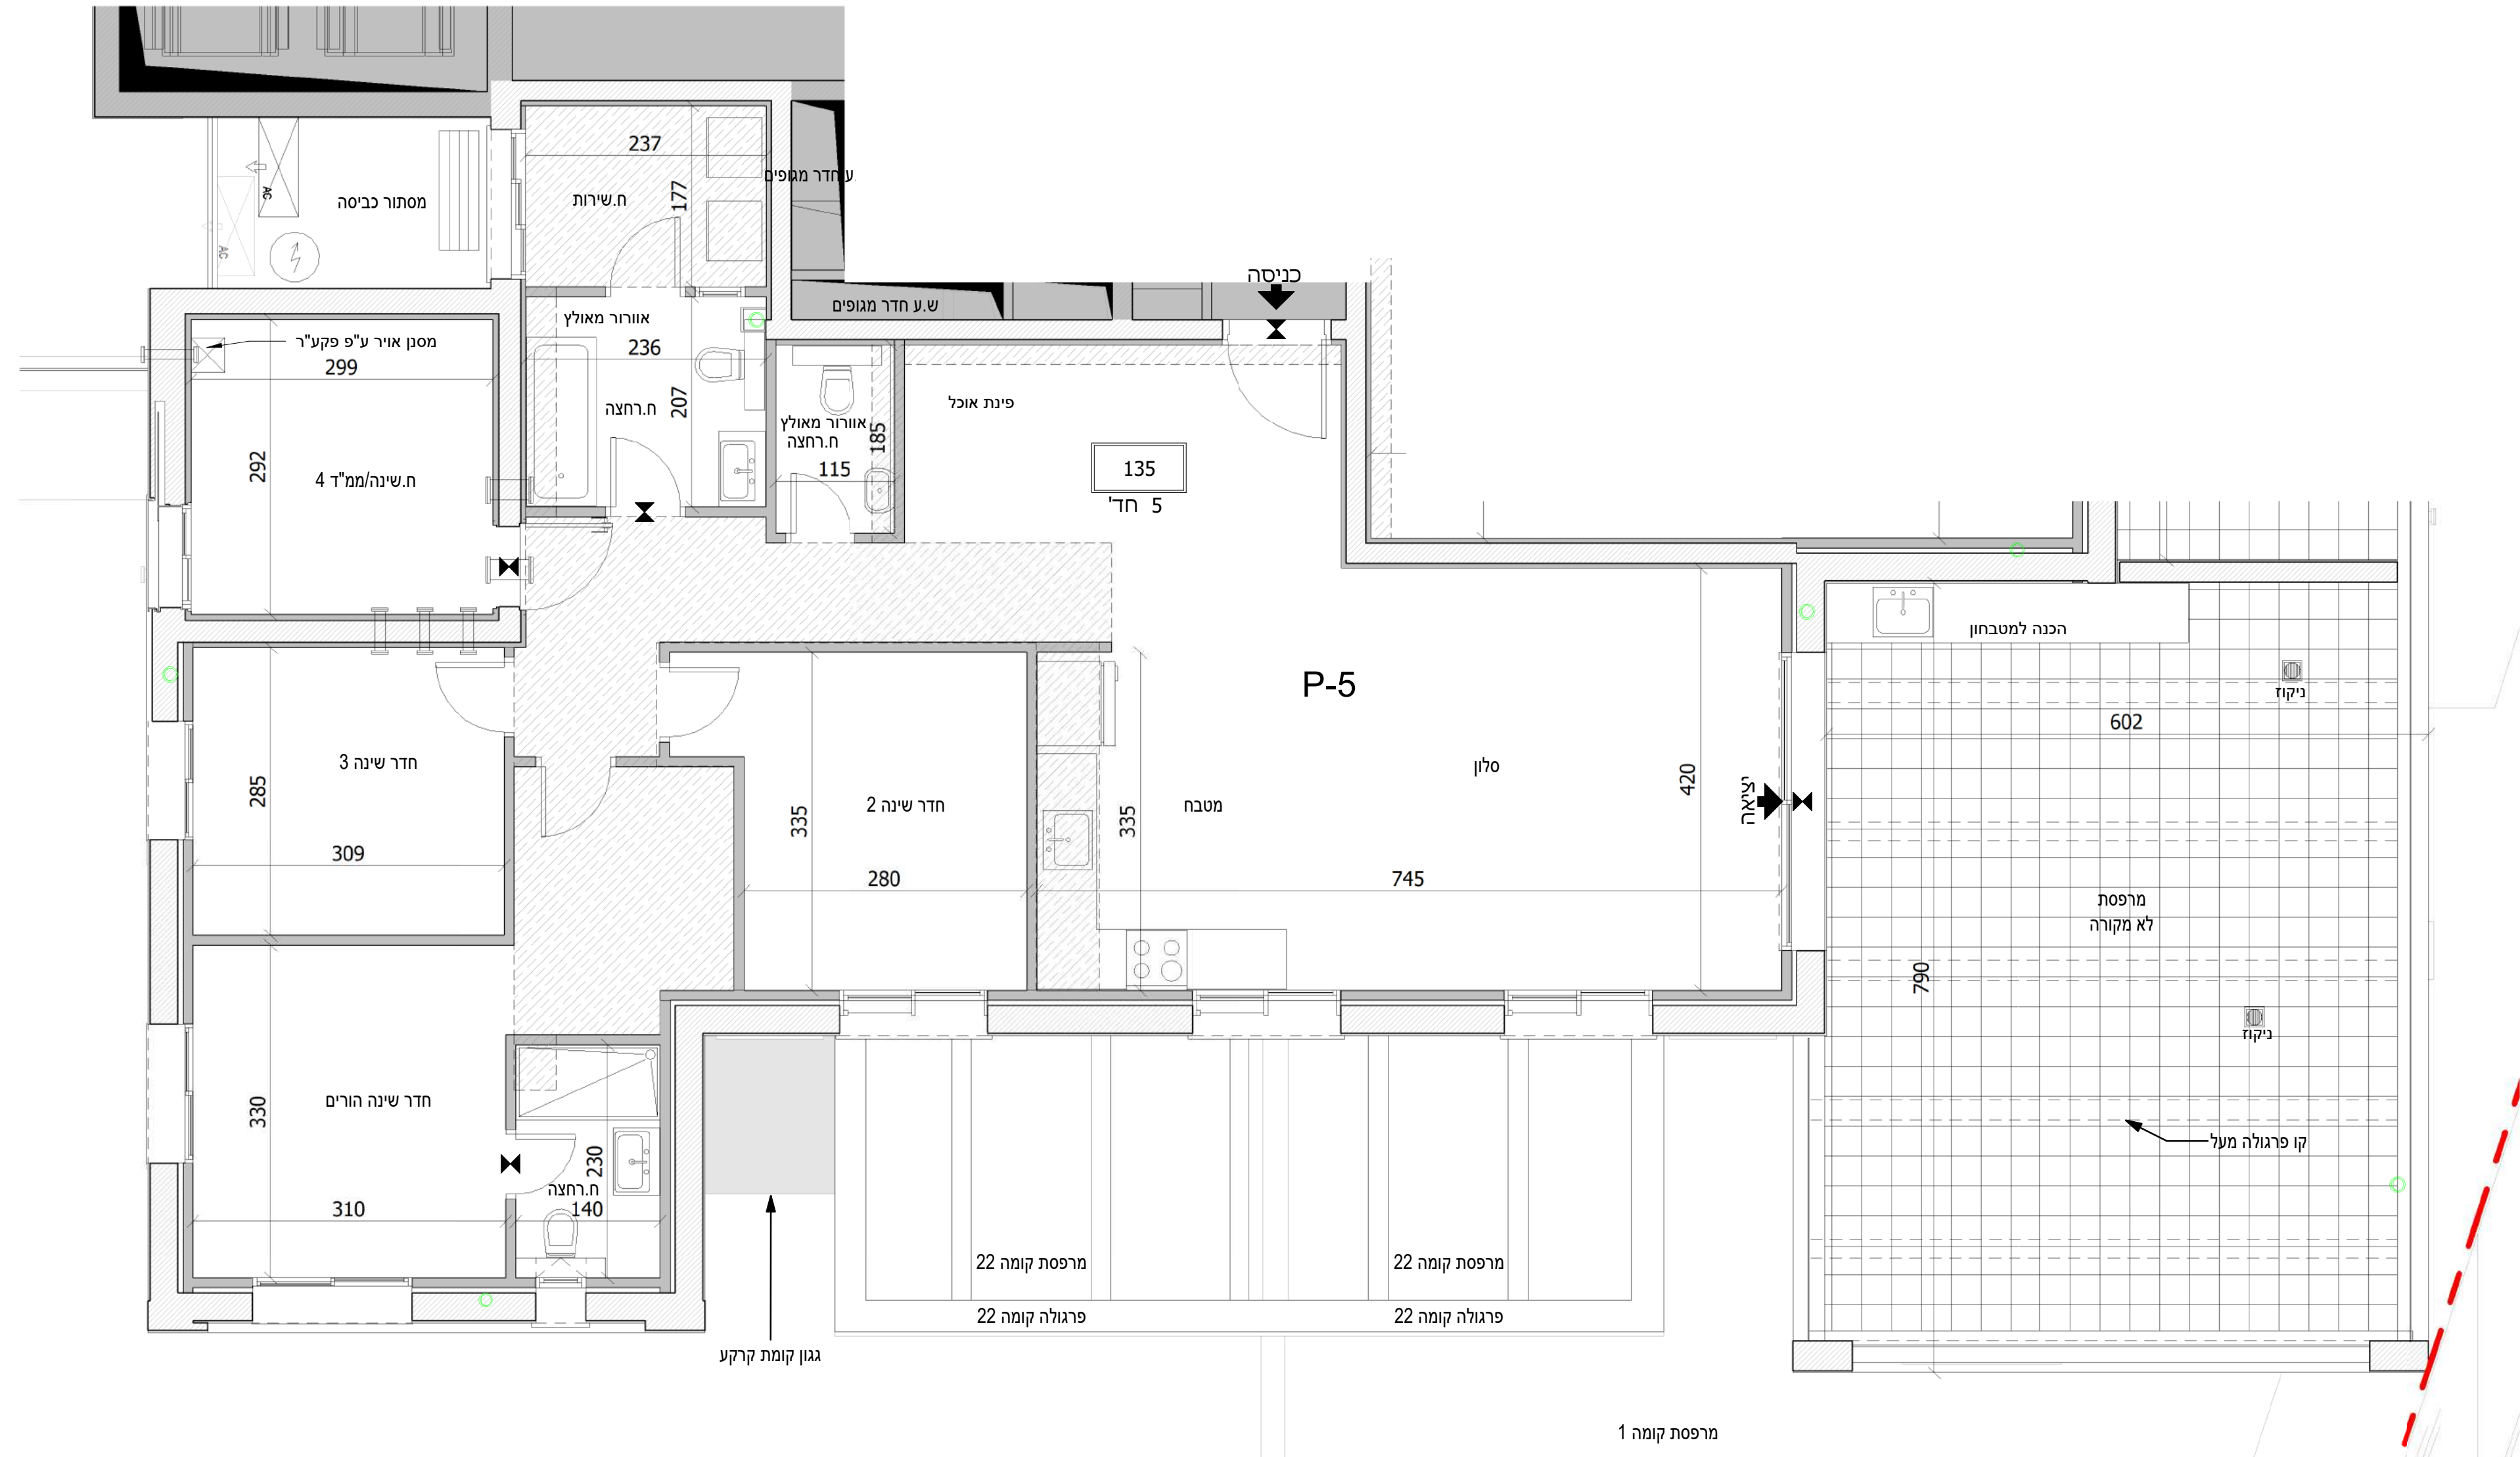 237
ח.שירות
177
ש.ע חדר מגופים
מסתור כביסה
AC
AC
כניסה
ש.ע חדר מגופים
אוורור מאולץ
236
207
ח.רחצה
מסנן אויר ע"פ פקע"ר
299
292
ח.שינה/ממ"ד 4
אוורור מאולץ
ח.רחצה
185
115
פינת אוכל
135
5 חד'
P-5
הכנה למטבחון
ניקוז
602
חדר שינה 3
285
309
חדר שינה 2
335
280
335
מטבח
סלון
420
745
יציאה
מרפסת
לא מקורה
790
ניקוז
קו פרגולה מעל
חדר שינה הורים
330
310
230
ח.רחצה
140
מרפסת קומה 22
מרפסת קומה 22
פרגולה קומה 22
פרגולה קומה 22
גגון קומת קרקע
מרפסת קומה 1